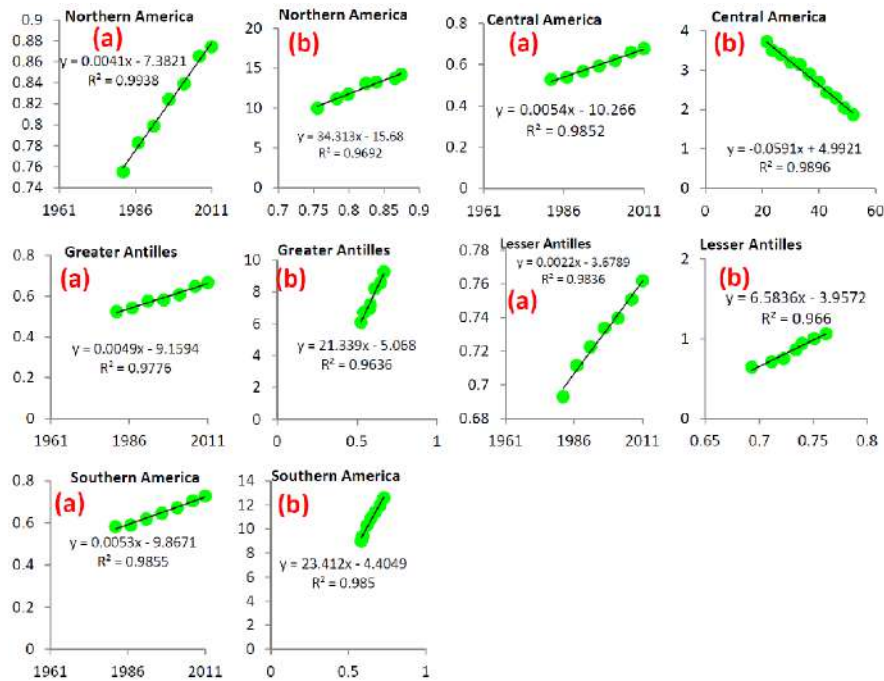 Northern America
(a)
y = 0.0041x - 7.3821
R² = 0.9938
0.9
0.88
0.86
0.84
0.82
0.8
0.78
0.76
0.74
1961
1986
2011
Northern America
(b)
y = 34.313x - 15.68
R² = 0.9692
20
15
10
5
0
0.7
0.75
0.8
0.85
0.9
Central America
(a)
y = 0.0054x - 10.266
R² = 0.9852
0.8
0.6
0.4
0.2
0
1961
1986
2011
Central America
(b)
y = -0.0591x + 4.9921
R² = 0.9896
4
3
2
1
0
0
20
40
60
Greater Antilles
(a)
y = 0.0049x - 9.1594
R² = 0.9776
0.6
0.4
0.2
0
1961
1986
2011
Greater Antilles
(b)
y = 21.339x - 5.068
R² = 0.9636
10
8
6
4
2
0
0
0.5
1
Lesser Antilles
(a)
y = 0.0022x - 3.6789
R² = 0.9836
0.78
0.76
0.74
0.72
0.7
0.68
1961
1986
2011
Lesser Antilles
(b)
y = 6.5836x - 3.9572
R² = 0.966
2
1
0
0.65
0.7
0.75
0.8
Southern America
(a)
y = 0.0053x - 9.8671
R² = 0.9855
0.8
0.6
0.4
0.2
0
1961
1986
2011
Southern America
(b)
y = 23.412x - 4.4049
R² = 0.985
14
12
10
8
6
4
2
0
0
0.5
1